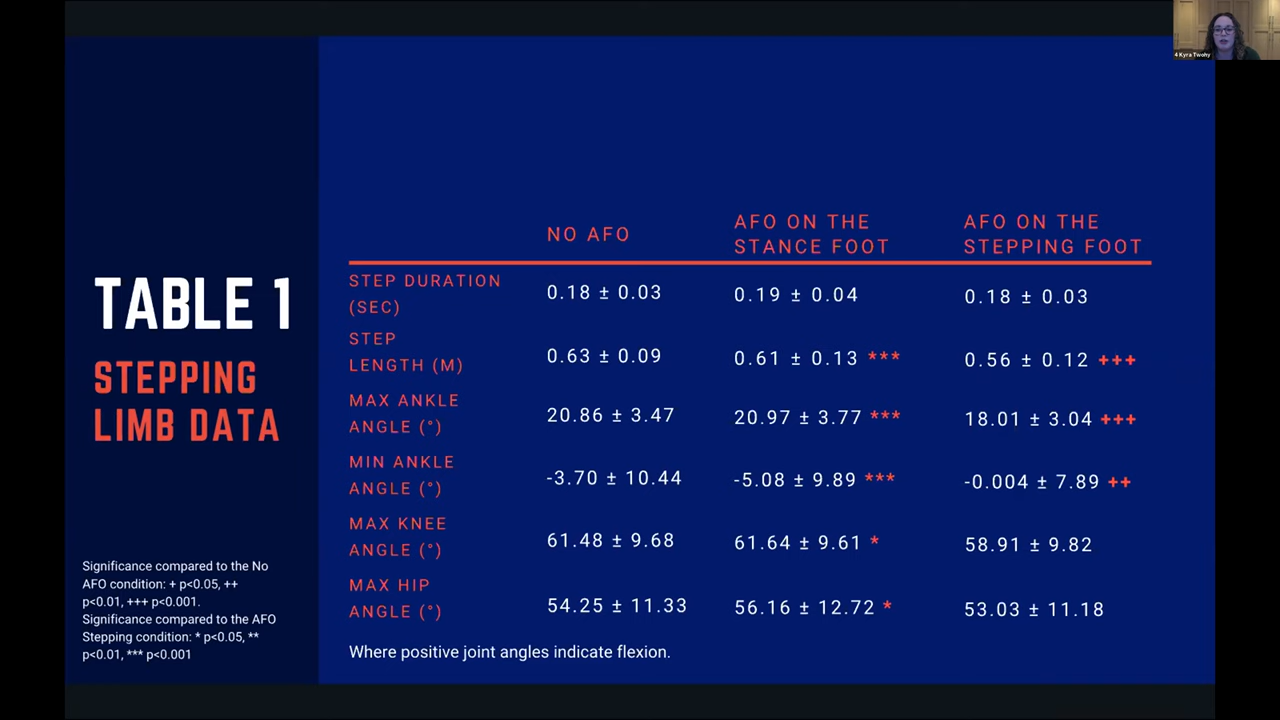 4 Kyra Twohy
TABLE 1
STEPPING
LIMB DATA
Significance compared to the No
AFO condition: + p<0.05, ++
p<0.01, +++ p<0.001.
Significance compared to the AFO
Stepping condition: * p<0.05, **
p<0.01, *** p<0.001
NO AFO
AFO ON THE
STANCE FOOT
AFO ON THE
STEPPING FOOT
STEP DURATION
(SEC)
0.18 ± 0.03
0.19 ± 0.04
0.18 ± 0.03
STEP
LENGTH (M)
0.63 ± 0.09
0.61 ± 0.13 ***
0.56 ± 0.12 +++
MAX ANKLE
ANGLE (°)
20.86 ± 3.47
20.97 ± 3.77 ***
18.01 ± 3.04 +++
MIN ANKLE
ANGLE (°)
-3.70 ± 10.44
-5.08 ± 9.89 ***
-0.004 ± 7.89 ++
MAX KNEE
ANGLE (°)
61.48 ± 9.68
61.64 ± 9.61 *
58.91 ± 9.82
MAX HIP
ANGLE (°)
54.25 ± 11.33
56.16 ± 12.72 *
53.03 ± 11.18
Where positive joint angles indicate flexion.